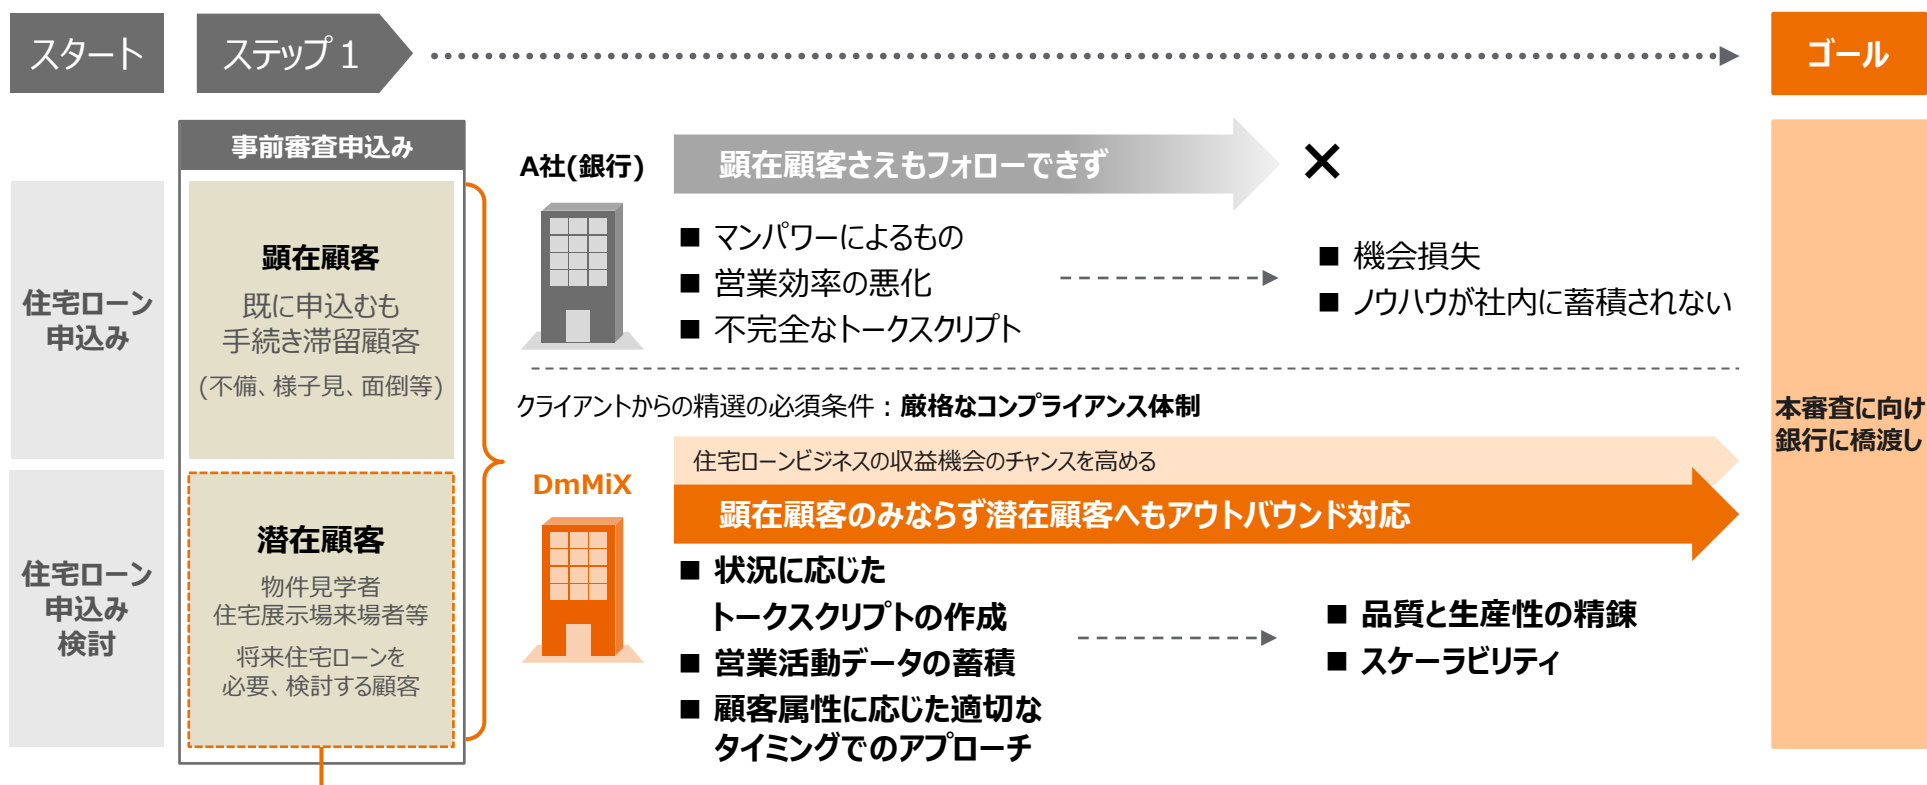 スタート
ステップ 1
ゴール
事前審査申込み
住宅ローン
申込み
顕在顧客
既に申込むも
手続き滞留顧客
(不備、様子見、面倒等)
住宅ローン
申込み
検討
潜在顧客
物件見学者
住宅展示場来場者等
将来住宅ローンを
必要、検討する顧客
A社(銀行)
顕在顧客さえもフォローできず
×
■ マンパワーによるもの
■ 営業効率の悪化
■ 不完全なトークスクリプト
■ 機会損失
■ ノウハウが社内に蓄積されない
クライアントからの精選の必須条件：厳格なコンプライアンス体制
DmMiX
住宅ローンビジネスの収益機会のチャンスを高める
顕在顧客のみならず潜在顧客へもアウトバウンド対応
■ 状況に応じた
トークスクリプトの作成
■ 営業活動データの蓄積
■ 顧客属性に応じた適切な
タイミングでのアプローチ
■ 品質と生産性の精錬
■ スケーラビリティ
本審査に向け
銀行に橋渡し